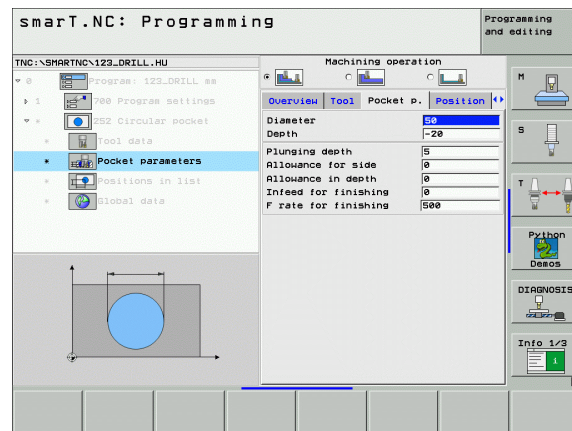 smarT.NC: Programming
Programming
and editing
TNC:\SMARTNC\123_DRILL.HU
0 Program: 123_DRILL mm
1 700 Program settings
* 252 Circular pocket
* Tool data
* Pocket parameters
* Positions in list
* Global data
Machining operation
Overview Tool Pocket p. Position
Diameter 50
Depth -20
Plunging depth 5
Allowance for side 0
Allowance in depth 0
Infeed for finishing 0
F rate for finishing 500
M
S
T
Python
Demos
DIAGNOSIS
Info 1/3
1